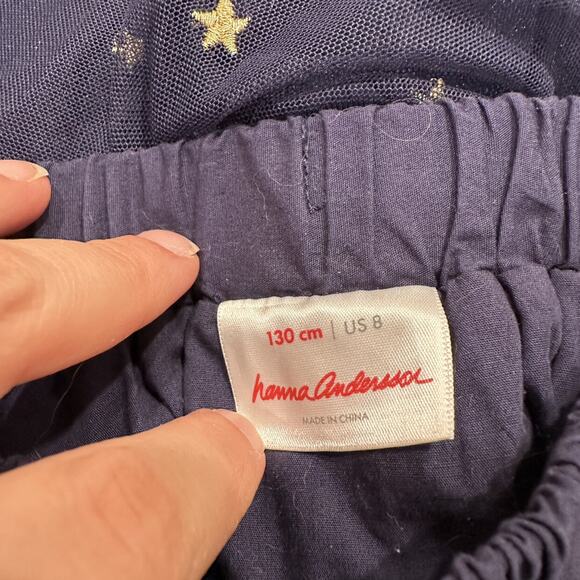 130 cm | US 8
hanna andersson
MADE IN CHINA